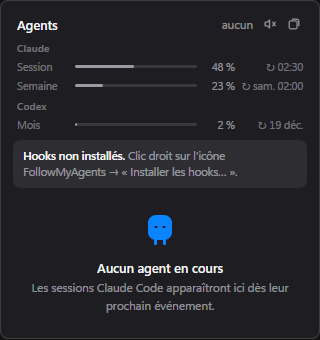 Agents aucun
Claude
Session 48 % ↻ 02:30
Semaine 23 % ↻ sam. 02:00
Codex
Mois 2 % ↻ 19 déc.
Hooks non installés. Clic droit sur l'icône
FollowMyAgents → « Installer les hooks... ».
Aucun agent en cours
Les sessions Claude Code apparaîtront ici dès leur
prochain événement.